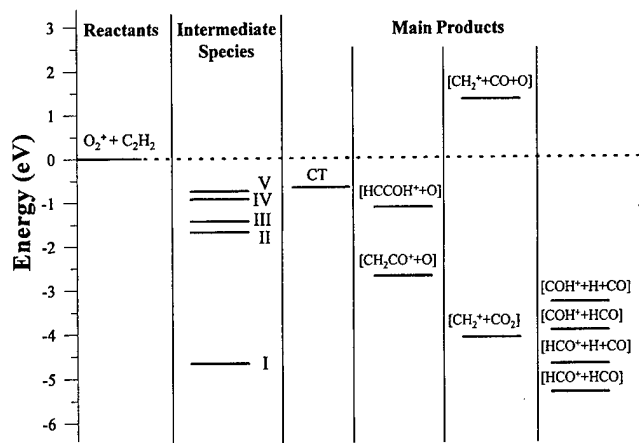 Reactants
Intermediate
Species
Main Products
Energy (eV)
3
2
1
0
-1
-2
-3
-4
-5
-6
O₂⁺ + C₂H₂
V
IV
III
II
I
CT
[HCCOH⁺+O]
[CH₂CO⁺+O]
[CH₂⁺+CO+O]
[CH₂⁺+CO₂}
[COH⁺+H+CO]
[COH⁺+HCO]
[HCO⁺+H+CO]
[HCO⁺+HCO]